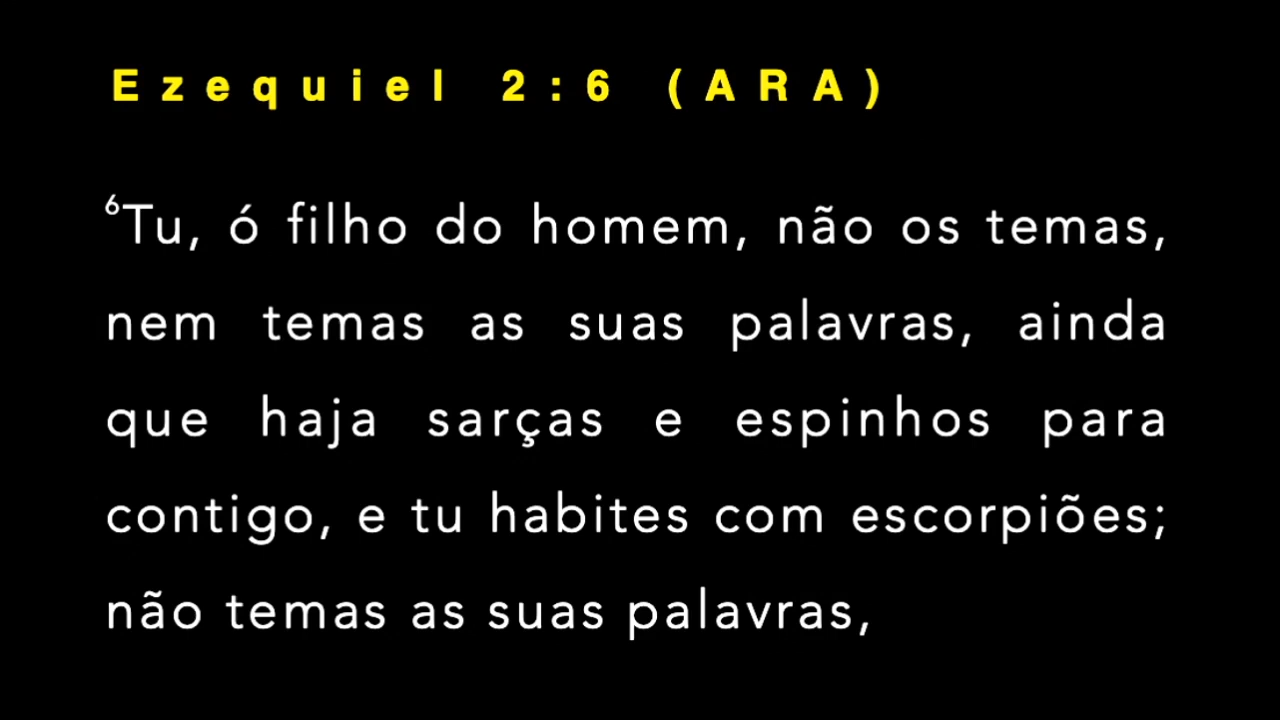 Ezequiel 2:6 (ARA)
⁶Tu, ó filho do homem, não os temas,
nem temas as suas palavras, ainda
que haja sarças e espinhos para
contigo, e tu habites com escorpiões;
não temas as suas palavras,